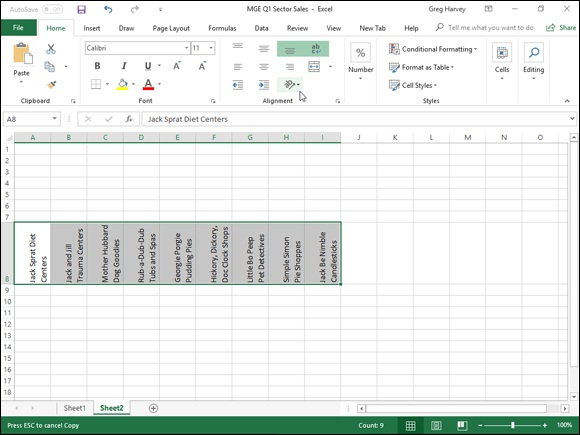 AutoSave Off
MGE Q1 Sector Sales - Excel
Greg Harvey
File Home Insert Draw Page Layout Formulas Data Review View New Tab Help Tell me what you want to do Share
Paste
Clipboard
Calibri 11
B I U
Font
ab
Alignment
%
Number
Conditional Formatting
Format as Table
Cell Styles
Styles
Cells
Editing
A8 fx Jack Sprat Diet Centers
A B C D E F G H I J K L M N O
1
2
3
4
5
6
7
8
Jack Sprat Diet
Centers
Jack and Jill
Trauma Centers
Mother Hubbard
Dog Goodies
Rub-a-Dub-Dub
Tubs and Spas
Georgie Porgie
Pudding Pies
Hickory, Dickory,
Doc Clock Shops
Little Bo Peep
Pet Detectives
Simple Simon
Pie Shoppes
Jack Be Nimble
Candlesticks
9
10
11
12
13
14
15
16
17
18
Sheet1 Sheet2
Press ESC to cancel Copy
Count: 9
100%